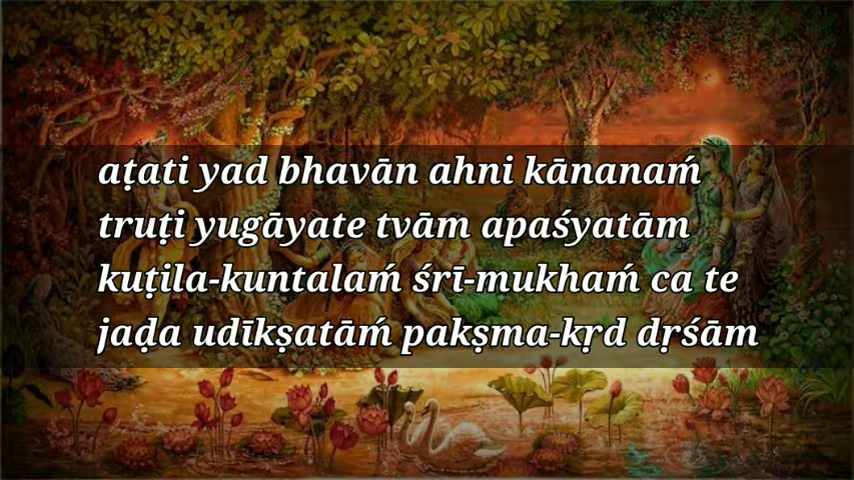 aṭati yad bhavān ahni kānanaḿ
truṭi yugāyate tvām apaśyatām
kuṭila-kuntalaḿ śrī-mukhaḿ ca te
jaḍa udīkṣatāḿ pakṣma-kṛd dṛśām